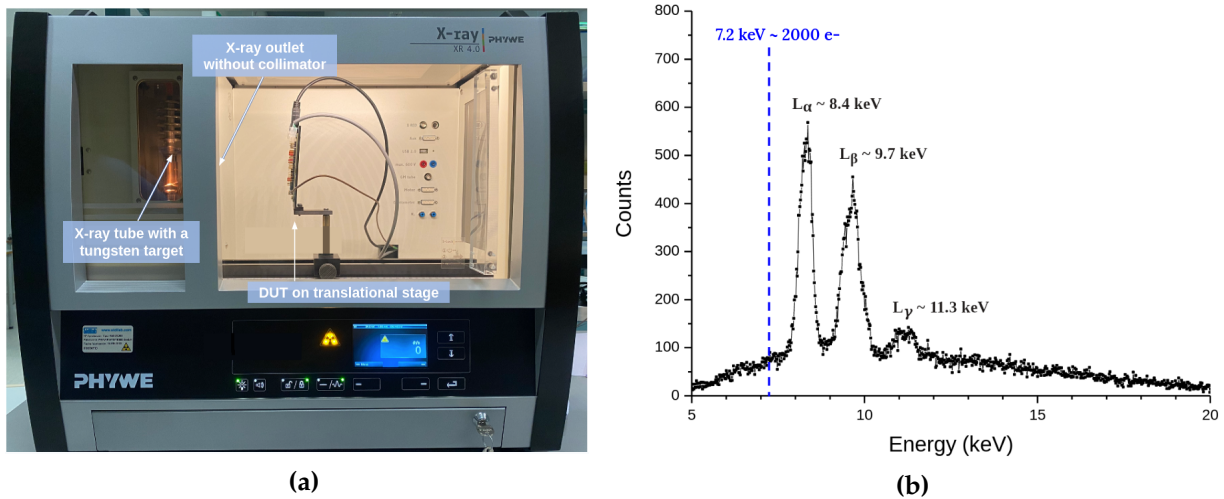 X-ray
PHYWE
XR 4.0
X-ray outlet
without collimator
X-ray tube with a
tungsten target
DUT on translational stage
0
PHYWE
(a)
800
700
600
500
400
300
200
100
0
5
10
15
20
Counts
Energy (keV)
7.2 keV ~ 2000 e-
Lα ~ 8.4 keV
Lβ ~ 9.7 keV
Lγ ~ 11.3 keV
(b)